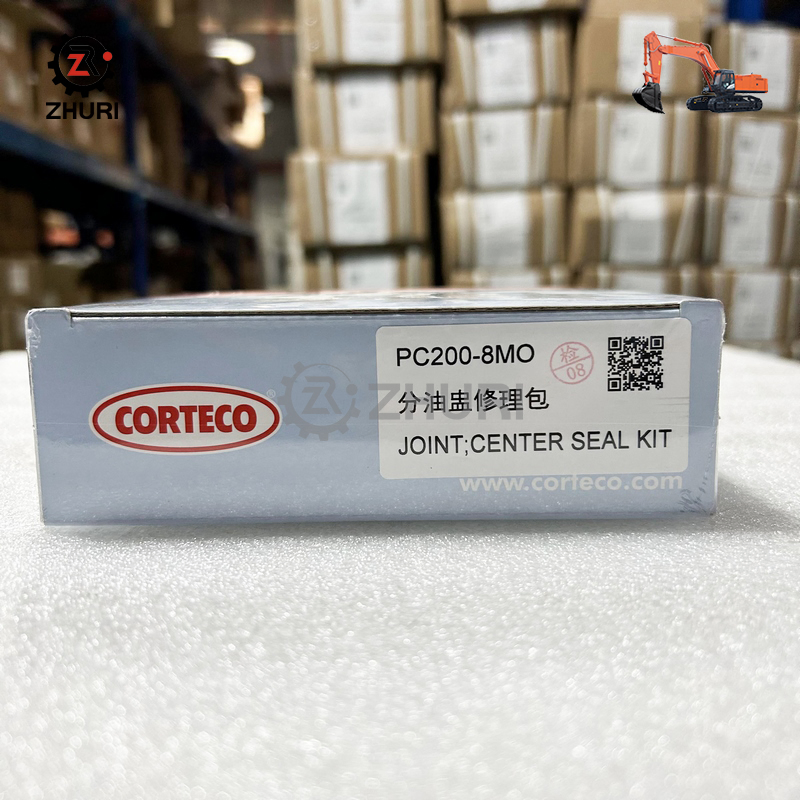 ZHURI
PC200-8MO
检
08
分油盅修理包
JOINT;CENTER SEAL KIT
CORTECO
®
ZHURI
www.corteco.com